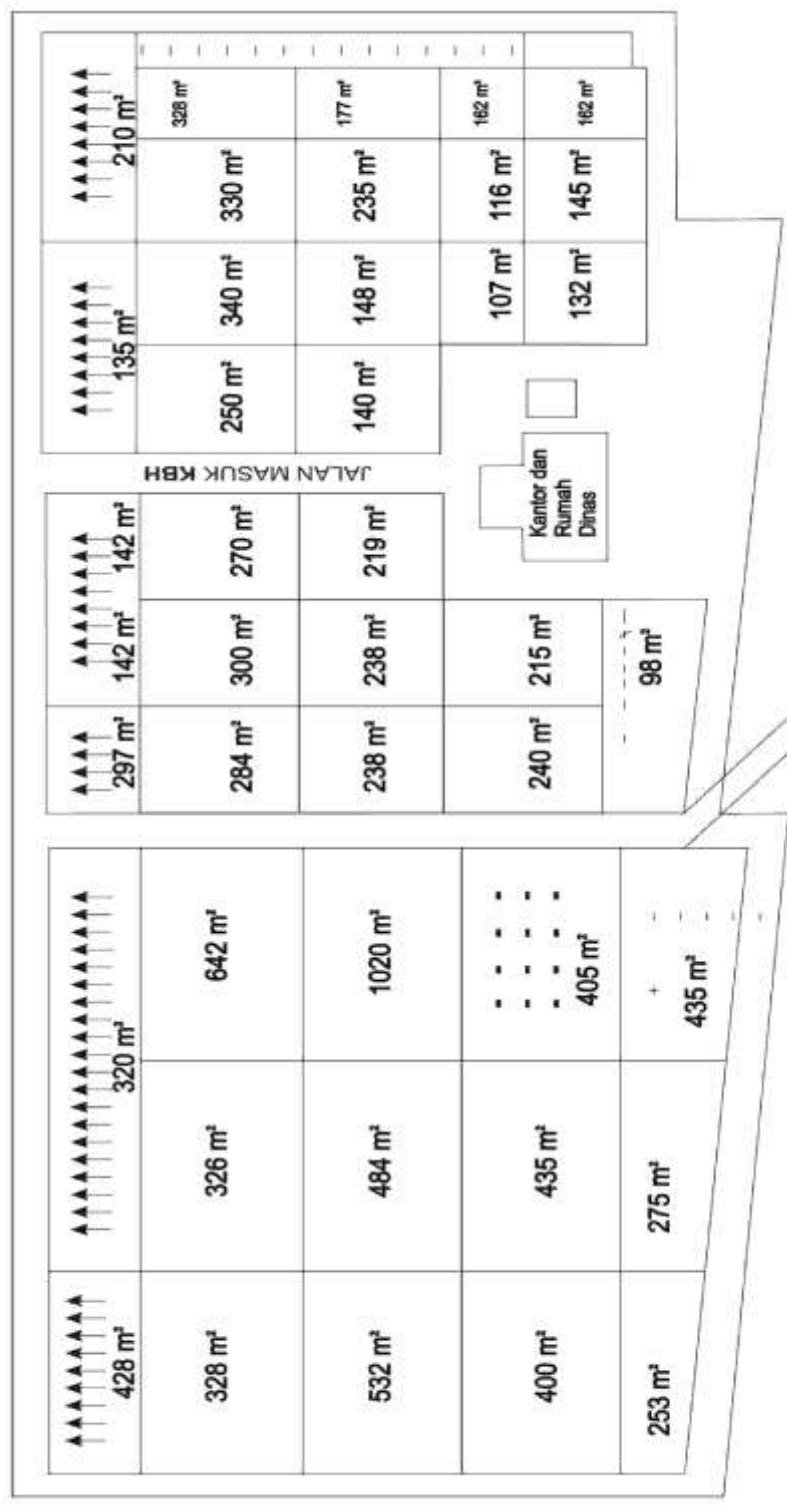 210 m²
328 m²
177 m²
162 m²
162 m²
330 m²
235 m²
116 m²
145 m²
135 m²
340 m²
148 m²
107 m²
132 m²
250 m²
140 m²
JALAN MASUK KBH
Kantor dan
Rumah
Dinas
142 m²
270 m²
219 m²
142 m²
300 m²
238 m²
215 m²
98 m²
297 m²
284 m²
238 m²
240 m²
320 m²
642 m²
1020 m²
405 m²
435 m²
326 m²
484 m²
435 m²
275 m²
428 m²
328 m²
532 m²
400 m²
253 m²